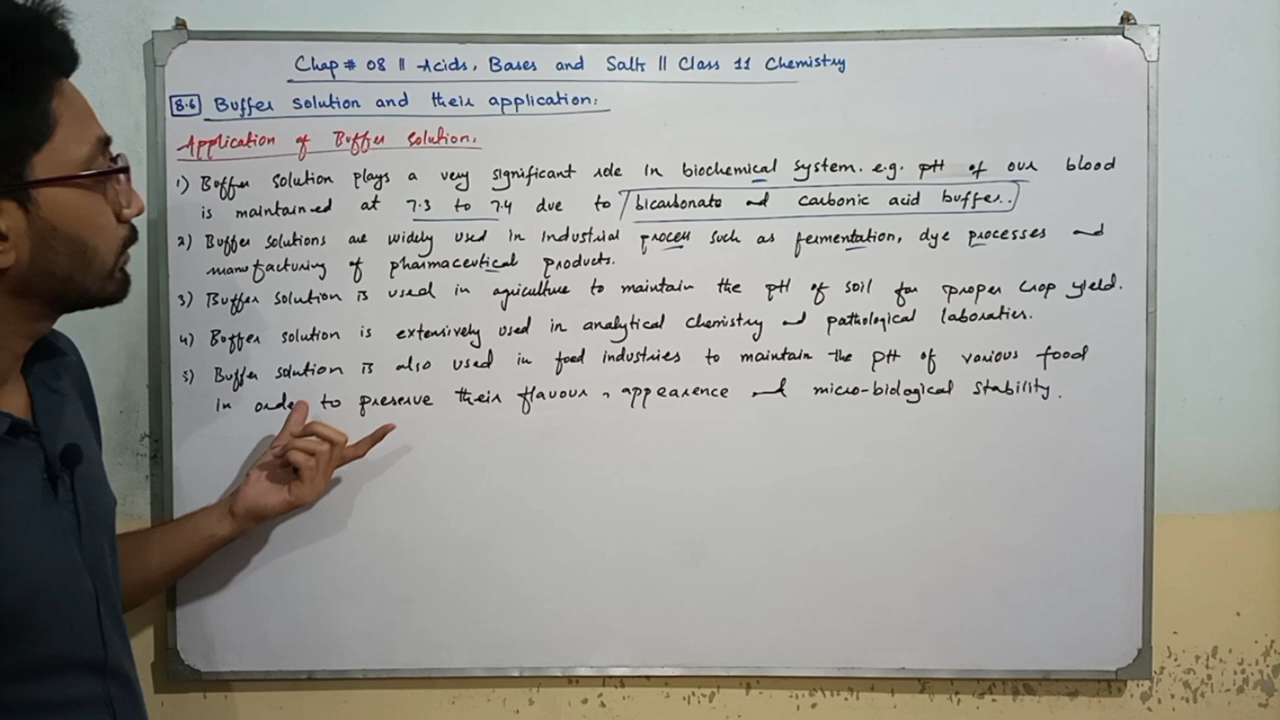 Chap # 08 || Acids, Bases and Salts || Class 11 Chemistry
8.6 Buffer solution and their application:
Application of Buffer Solution.
1) Buffer solution plays a very significant role in biochemical system. e.g. pH of our blood
is maintained at 7.3 to 7.4 due to bicarbonate and carbonic acid buffer..
2) Buffer solutions are widely used in Industrial process such as fermentation, dye processes and
manufacturing of pharmaceutical products.
3) Buffer solution is used in agriculture to maintain the pH of soil for proper crop yield.
4) Buffer solution is extensively used in analytical chemistry and pathological laboraties.
5) Buffer solution is also used in food industries to maintain the pH of various food
in order to preserve their flavour, appearence and micro-biological stability.